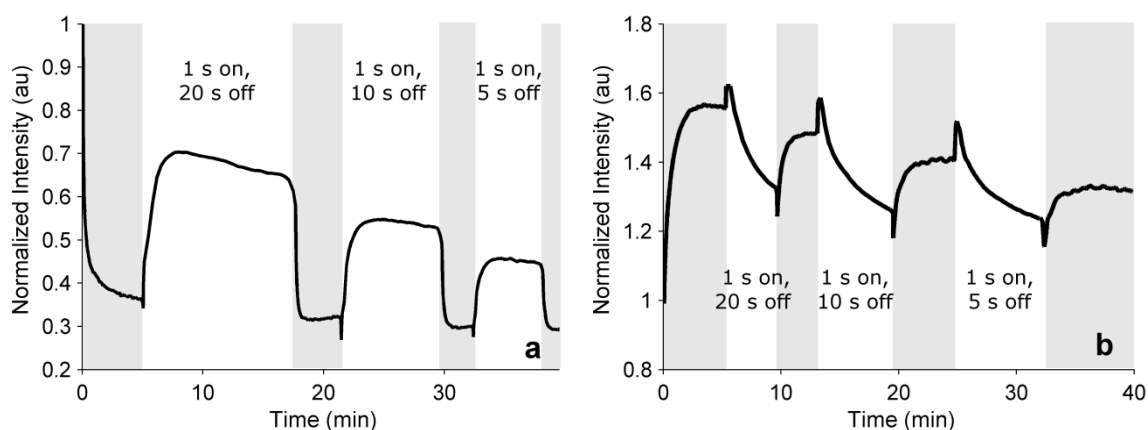 Normalized Intensity (au)
1
0.9
0.8
0.7
0.6
0.5
0.4
0.3
0.2
1 s on,
20 s off
1 s on,
10 s off
1 s on,
5 s off
a
0
10
20
30
Time (min)
Normalized Intensity (au)
1.8
1.6
1.4
1.2
1
0.8
1 s on,
20 s off
1 s on,
10 s off
1 s on,
5 s off
b
0
10
20
30
40
Time (min)